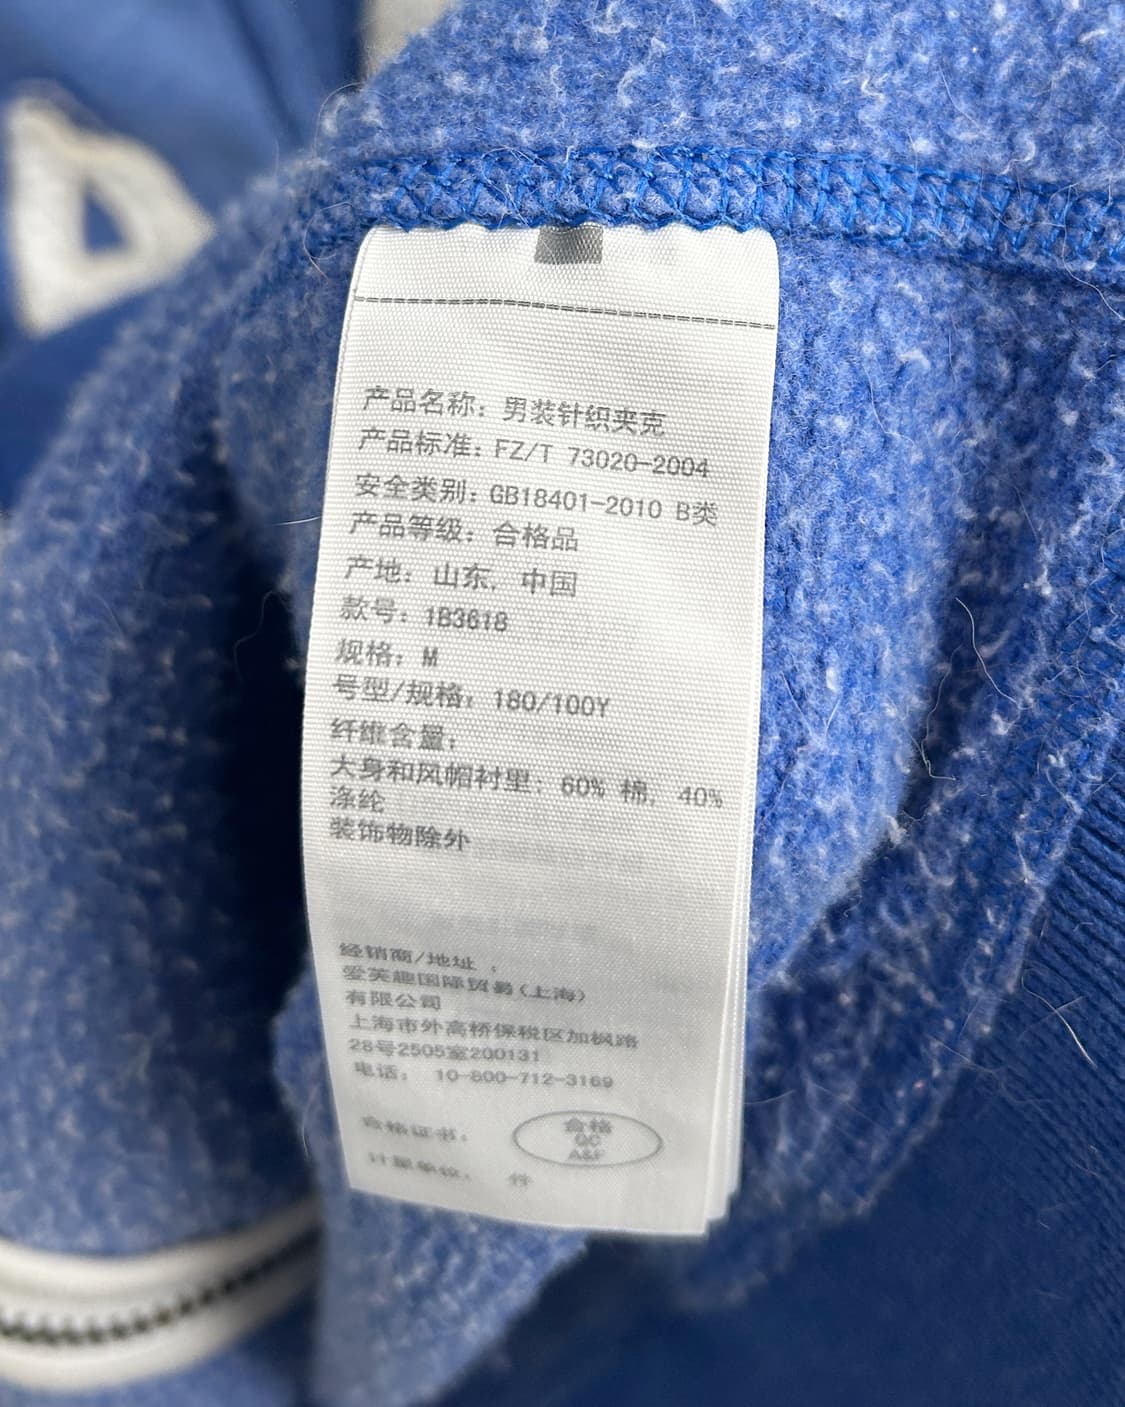 产品名称：男装针织夹克
产品标准：FZ/T 73020-2004
安全类别：GB18401-2010 B类
产品等级：合格品
产地：山东, 中国
款号：1B3618
规格：M
号型/规格：180/100Y
纤维含量：
大身和风帽衬里：60% 棉, 40%
涤纶
装饰物除外
经销商/地址：
爱芙趣国际贸易(上海)
有限公司
上海市外高桥保税区加枫路
28号2505室200131
电话： 10-800-712-3169
合格证书：
合格
QC
A&F
计量单位： 件